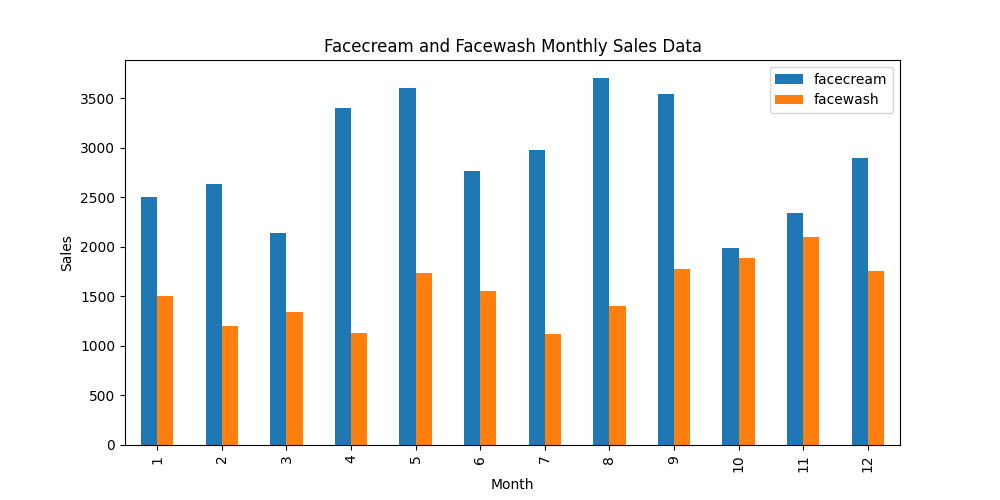 Facecream and Facewash Monthly Sales Data
facecream
facewash
3500
3000
2500
2000
1500
1000
500
0
Sales
1 2 3 4 5 6 7 8 9 10 11 12
Month